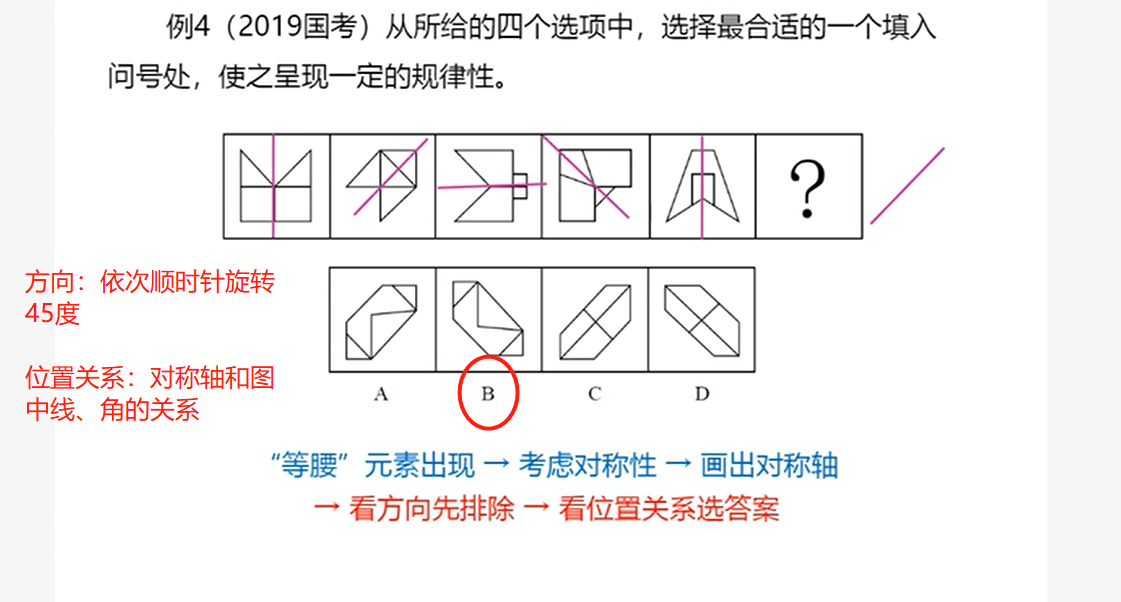 例4（2019国考）从所给的四个选项中，选择最合适的一个填入
问号处，使之呈现一定的规律性。
?
方向：依次顺时针旋转
45度
位置关系：对称轴和图
中线、角的关系
A B C D
“等腰”元素出现 → 考虑对称性 → 画出对称轴
→ 看方向先排除 → 看位置关系选答案